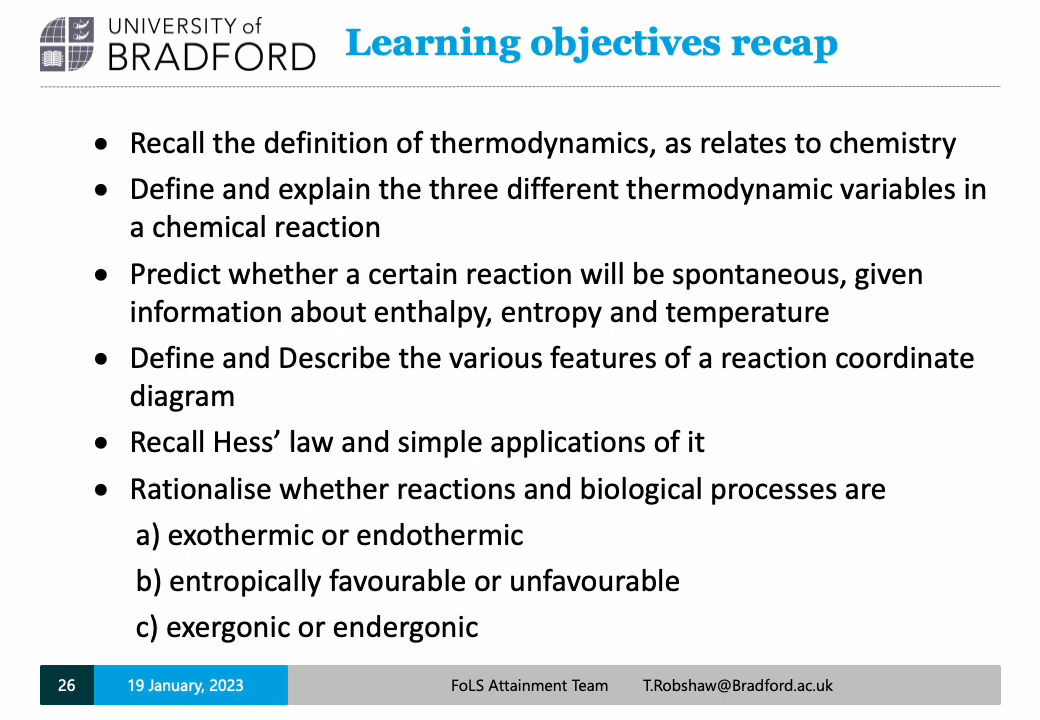 UNIVERSITY of
BRADFORD
Learning objectives recap
• Recall the definition of thermodynamics, as relates to chemistry
• Define and explain the three different thermodynamic variables in
a chemical reaction
• Predict whether a certain reaction will be spontaneous, given
information about enthalpy, entropy and temperature
• Define and Describe the various features of a reaction coordinate
diagram
• Recall Hess’ law and simple applications of it
• Rationalise whether reactions and biological processes are
a) exothermic or endothermic
b) entropically favourable or unfavourable
c) exergonic or endergonic
26 19 January, 2023 FoLS Attainment Team T.Robshaw@Bradford.ac.uk